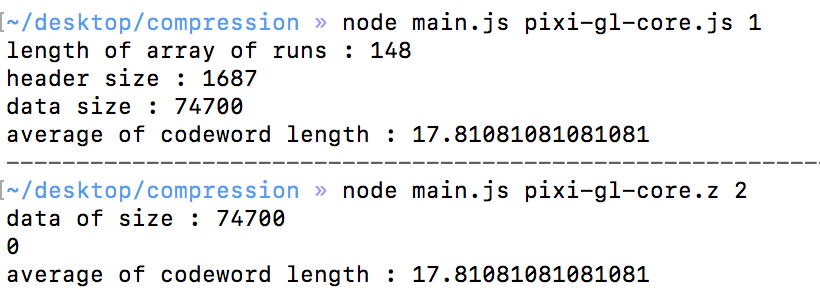 [~/desktop/compression » node main.js pixi-gl-core.js 1
length of array of runs : 148
header size : 1687
data size : 74700
average of codeword length : 17.81081081081081
--------------------------------------------------------------
[~/desktop/compression » node main.js pixi-gl-core.z 2
data of size : 74700
0
average of codeword length : 17.81081081081081